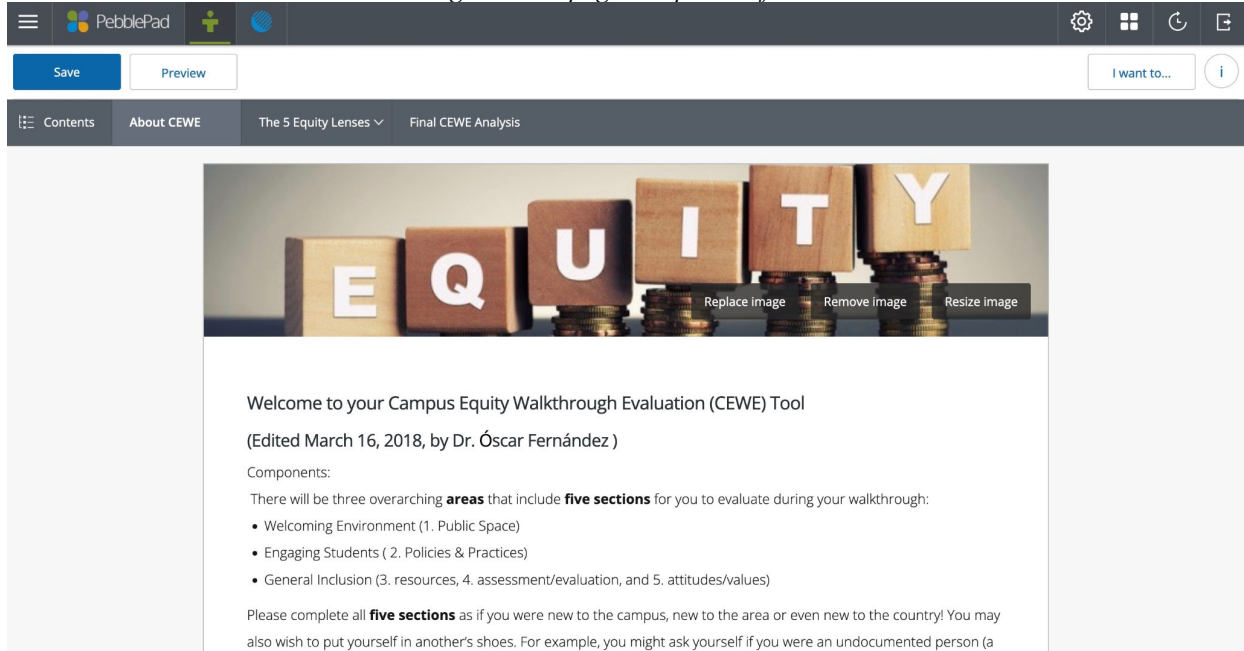 PebblePad
Save
Preview
I want to...
i
Contents
About CEWE
The 5 Equity Lenses
Final CEWE Analysis
EQUITY
Replace image
Remove image
Resize image
Welcome to your Campus Equity Walkthrough Evaluation (CEWE) Tool
(Edited March 16, 2018, by Dr. Óscar Fernández )
Components:
There will be three overarching areas that include five sections for you to evaluate during your walkthrough:
• Welcoming Environment (1. Public Space)
• Engaging Students ( 2. Policies & Practices)
• General Inclusion (3. resources, 4. assessment/evaluation, and 5. attitudes/values)
Please complete all five sections as if you were new to the campus, new to the area or even new to the country! You may
also wish to put yourself in another's shoes. For example, you might ask yourself if you were an undocumented person (a